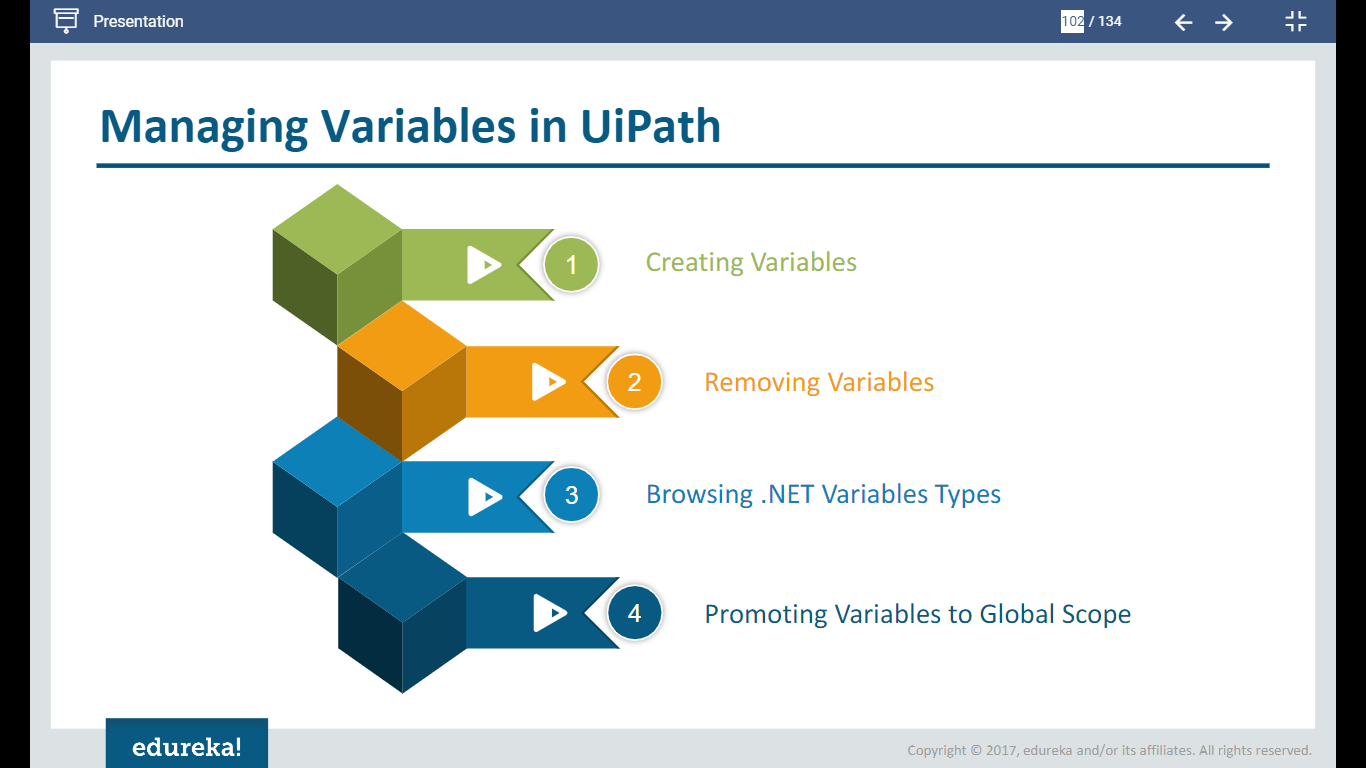 Presentation
102 / 134
Managing Variables in UiPath
1
Creating Variables
2
Removing Variables
3
Browsing .NET Variables Types
4
Promoting Variables to Global Scope
edureka!
Copyright © 2017, edureka and/or its affiliates. All rights reserved.